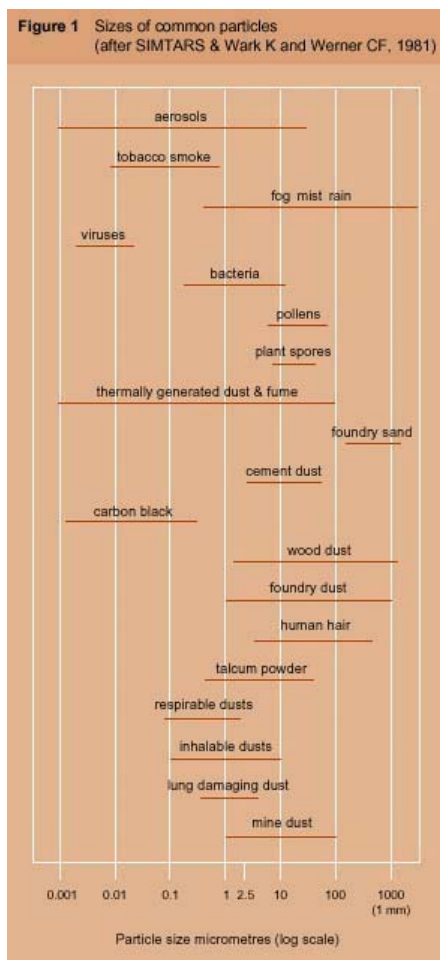 Figure 1 Sizes of common particles
(after SIMTARS & Wark K and Werner CF, 1981)
aerosols
tobacco smoke
fog mist rain
viruses
bacteria
pollens
plant spores
thermally generated dust & fume
foundry sand
cement dust
carbon black
wood dust
foundry dust
human hair
talcum powder
respirable dusts
inhalable dusts
lung damaging dust
mine dust
0.001 0.01 0.1 1 2.5 10 100 1000
(1 mm)
Particle size micrometres (log scale)